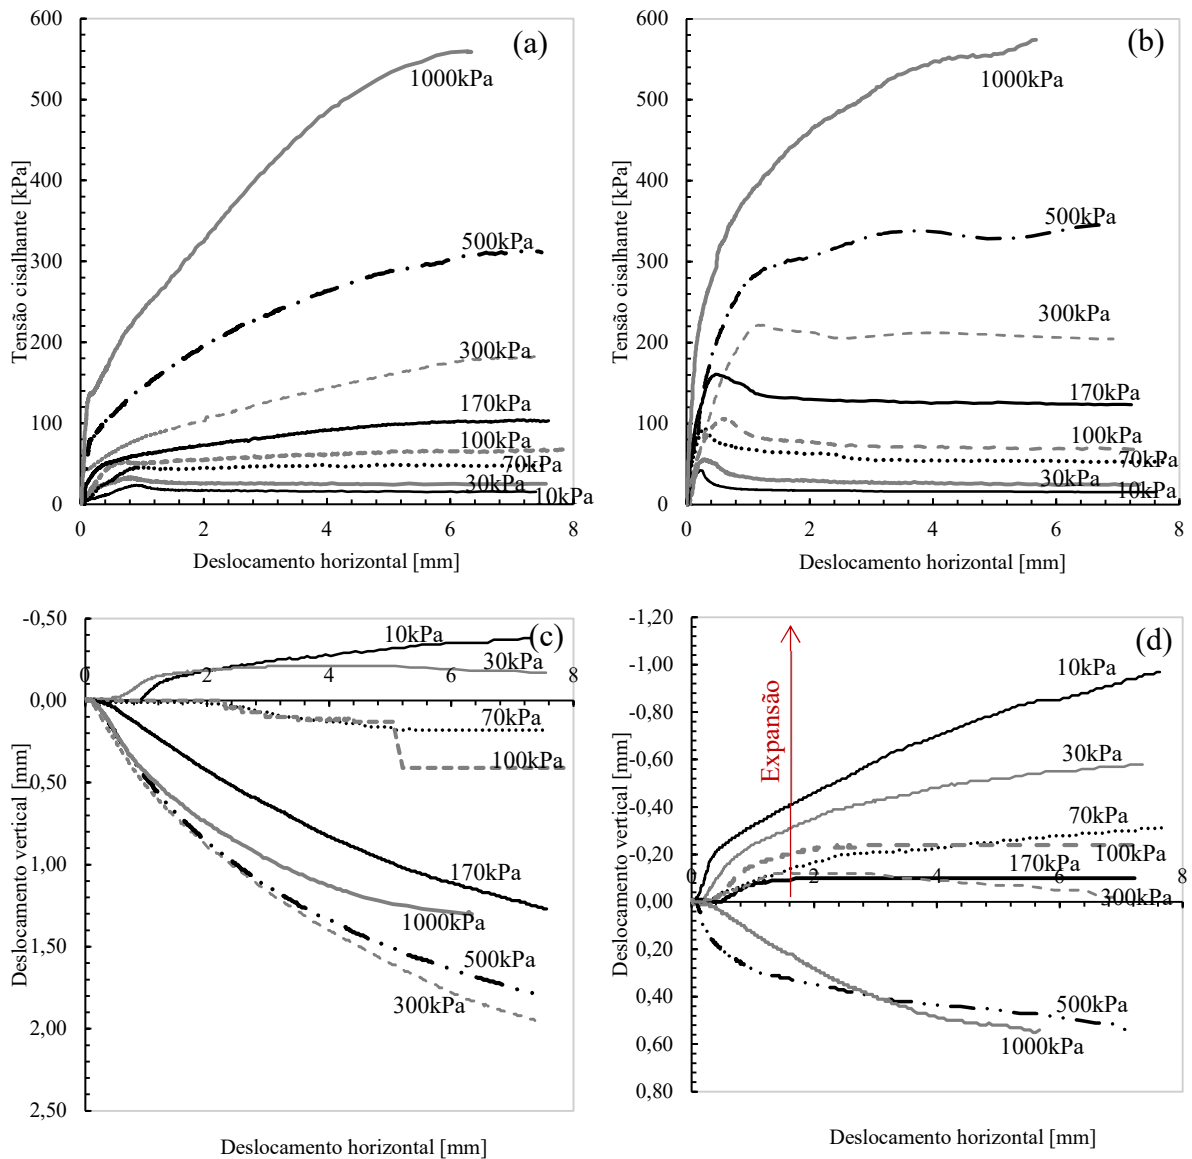 (a)
600
500
400
300
200
100
0
Tensão cisalhante [kPa]
1000kPa
500kPa
300kPa
170kPa
100kPa
70kPa
30kPa
10kPa
0 2 4 6 8
Deslocamento horizontal [mm]
(b)
600
500
400
300
200
100
0
Tensão cisalhante [kPa]
1000kPa
500kPa
300kPa
170kPa
100kPa
70kPa
30kPa
10kPa
0 2 4 6 8
Deslocamento horizontal [mm]
(c)
-0,50
0,00
0,50
1,00
1,50
2,00
2,50
Deslocamento vertical [mm]
0 2 4 6 8
10kPa
30kPa
70kPa
100kPa
170kPa
1000kPa
500kPa
300kPa
Deslocamento horizontal [mm]
(d)
-1,20
-1,00
-0,80
-0,60
-0,40
-0,20
0,00
0,20
0,40
0,60
0,80
Deslocamento vertical [mm]
Expansão
0 2 4 6 8
10kPa
30kPa
70kPa
100kPa
170kPa
300kPa
500kPa
1000kPa
Deslocamento horizontal [mm]